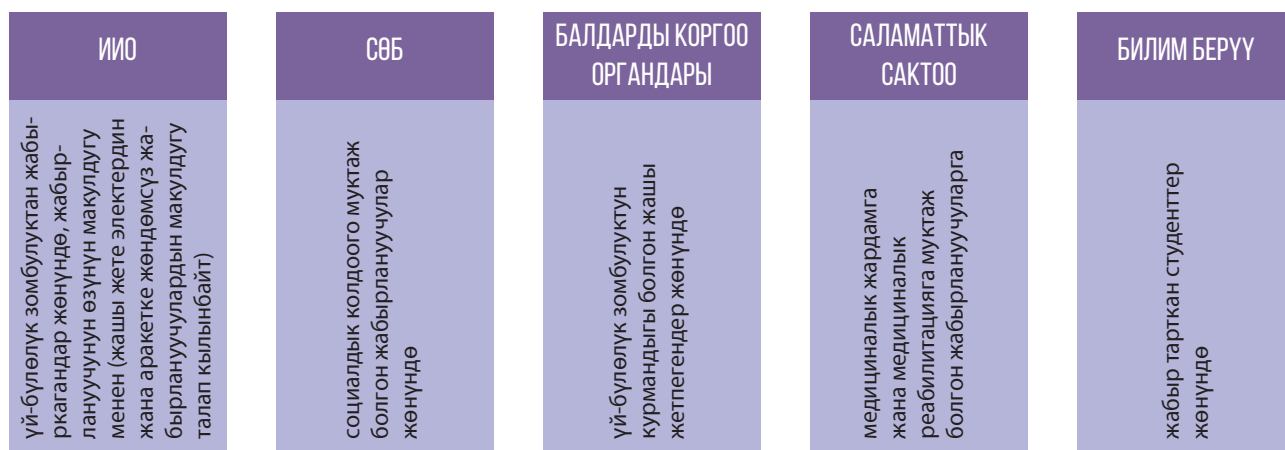 ИИО
үй-бүлөлүк зомбулуктан жабы-
ркагандар жөнүндө, жабыр-
лануучунун өзүнүн макулдугу
менен (жашы жете электердин
жана аракетке жөндөмсүз жа-
бырлануучулардын макулдугу
талап кылынбайт)
СӨБ
социалдык колдоого муктаж
болгон жабырлануучулар
жөнүндө
БАЛДАРДЫ КОРГОО
ОРГАНДАРЫ
үй-бүлөлүк зомбулуктун
курмандыгы болгон жашы
жетпегендер жөнүндө
САЛАМАТТЫК
САКТОО
медициналык жардамга
жана медициналык
реабилитацияга муктаж
болгон жабырлануучуларга
БИЛИМ БЕРҮҮ
жабыр тарткан студенттер
жөнүндө